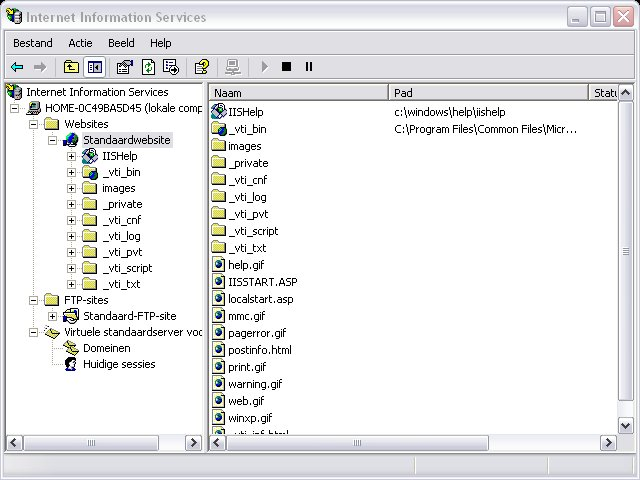 Internet Information Services
Bestand Actie Beeld Help
Internet Information Services
HOME-0C49BA5D45 (lokale comp
Websites
Standaardwebsite
IISHelp
_vti_bin
images
_private
_vti_cnf
_vti_log
_vti_pvt
_vti_script
_vti_txt
FTP-sites
Standaard-FTP-site
Virtuele standaardserver voo
Domeinen
Huidige sessies
Naam Pad Statu
IISHelp c:\windows\help\iishelp
_vti_bin C:\Program Files\Common Files\Micr...
images
_private
_vti_cnf
_vti_log
_vti_pvt
_vti_script
_vti_txt
help.gif
IISSTART.ASP
localstart.asp
mmc.gif
pagerror.gif
postinfo.html
print.gif
warning.gif
web.gif
winxp.gif
_vti_inf.html